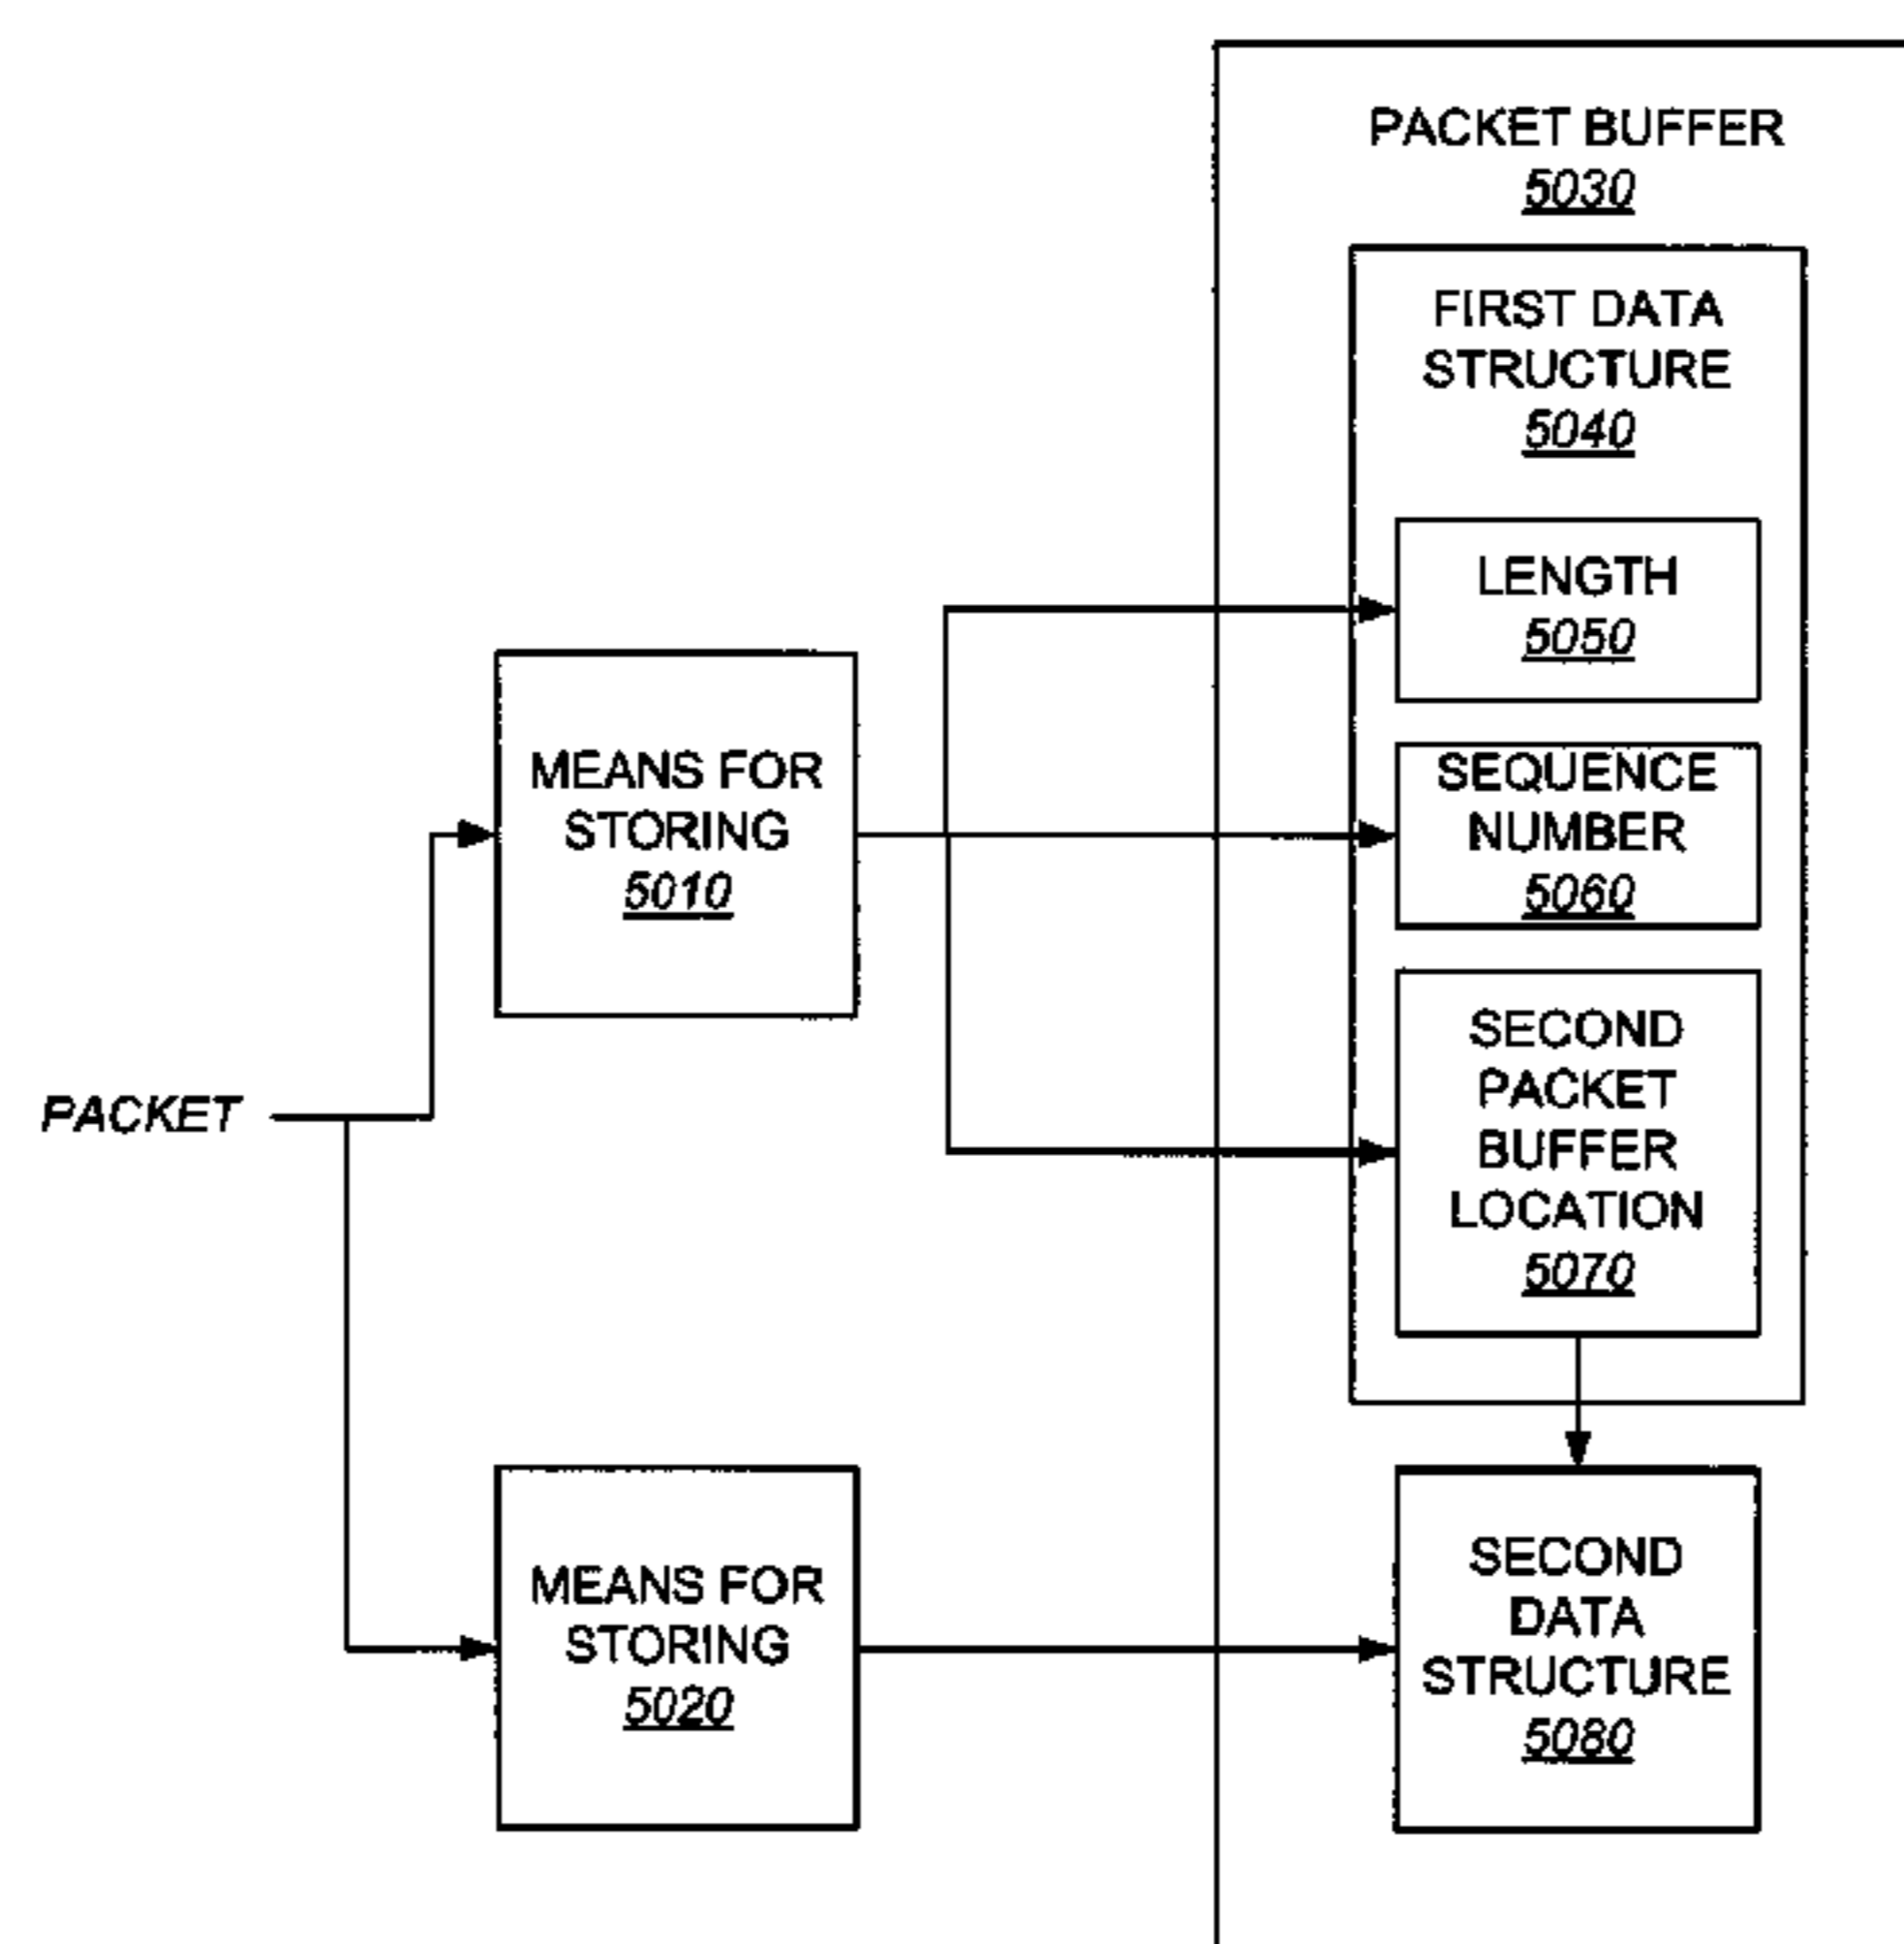 PACKET BUFFER
5030
FIRST DATA
STRUCTURE
5040
LENGTH
5050
MEANS FOR
STORING
5010
SEQUENCE
NUMBER
5060
SECOND
PACKET
BUFFER
LOCATION
5070
PACKET
MEANS FOR
STORING
5020
SECOND
DATA
STRUCTURE
5080